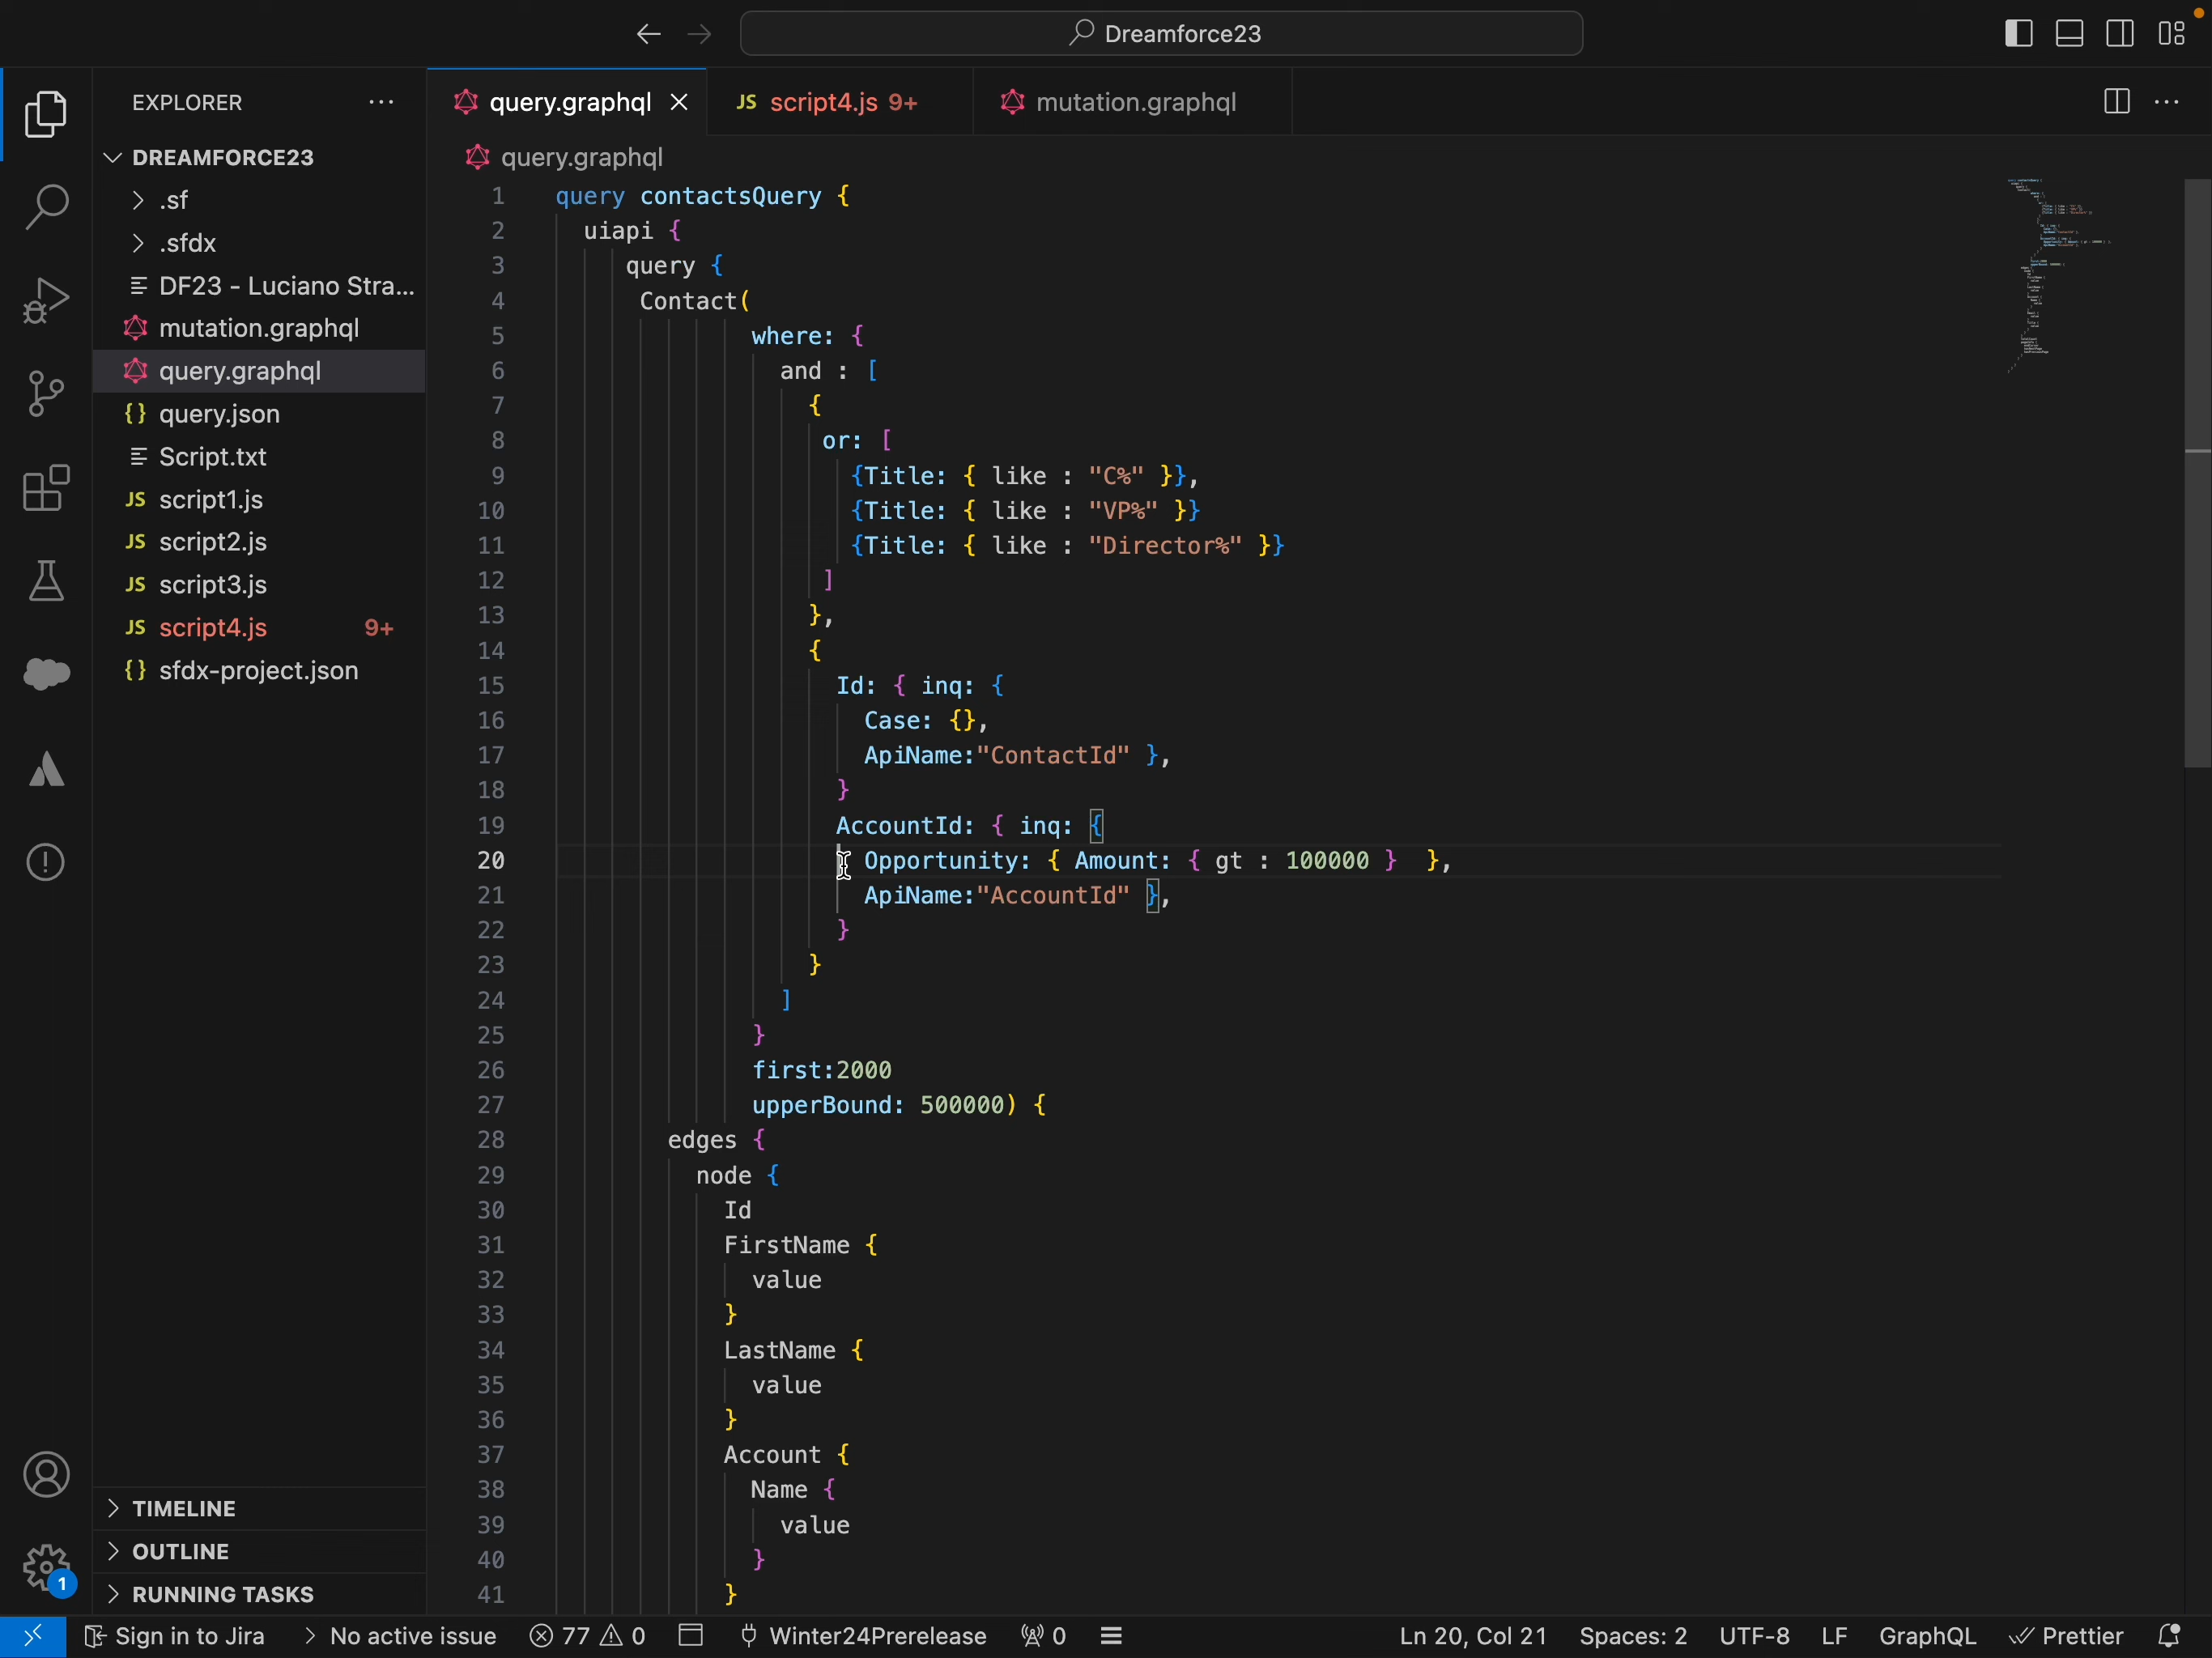 Dreamforce23
EXPLORER
DREAMFORCE23
.sf
.sfdx
DF23 - Luciano Stra...
mutation.graphql
query.graphql
query.json
Script.txt
JS script1.js
JS script2.js
JS script3.js
JS script4.js 9+
sfdx-project.json
TIMELINE
OUTLINE
RUNNING TASKS
query.graphql
JS script4.js 9+
mutation.graphql
query.graphql
1 query contactsQuery {
2 uiapi {
3 query {
4 Contact(
5 where: {
6 and : [
7 {
8 or: [
9 {Title: { like : "C%" }},
10 {Title: { like : "VP%" }}
11 {Title: { like : "Director%" }}
12 ]
13 },
14 {
15 Id: { inq: {
16 Case: {},
17 ApiName:"ContactId" },
18 }
19 AccountId: { inq: {
20 Opportunity: { Amount: { gt : 100000 }  },
21 ApiName:"AccountId" },
22 }
23 }
24 ]
25 }
26 first:2000
27 upperBound: 500000) {
28 edges {
29 node {
30 Id
31 FirstName {
32 value
33 }
34 LastName {
35 value
36 }
37 Account {
38 Name {
39 value
40 }
41 }
1
Sign in to Jira
No active issue
77
0
Winter24Prerelease
0
Ln 20, Col 21
Spaces: 2
UTF-8
LF
GraphQL
Prettier